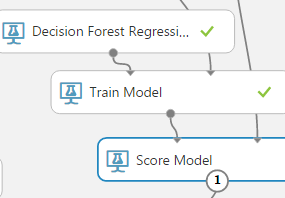 Decision Forest Regressi...
Train Model
Score Model
1